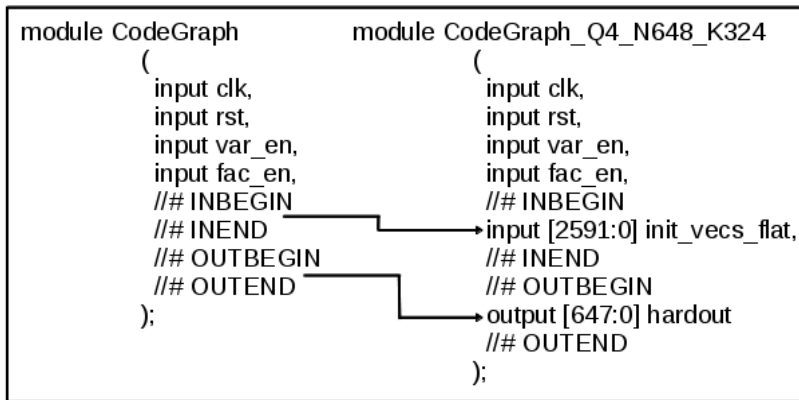 module CodeGraph
(
input clk,
input rst,
input var_en,
input fac_en,
//# INBEGIN
//# INEND
//# OUTBEGIN
//# OUTEND
);
module CodeGraph_Q4_N648_K324
(
input clk,
input rst,
input var_en,
input fac_en,
//# INBEGIN
input [2591:0] init_vecs_flat,
//# INEND
//# OUTBEGIN
output [647:0] hardout
//# OUTEND
);